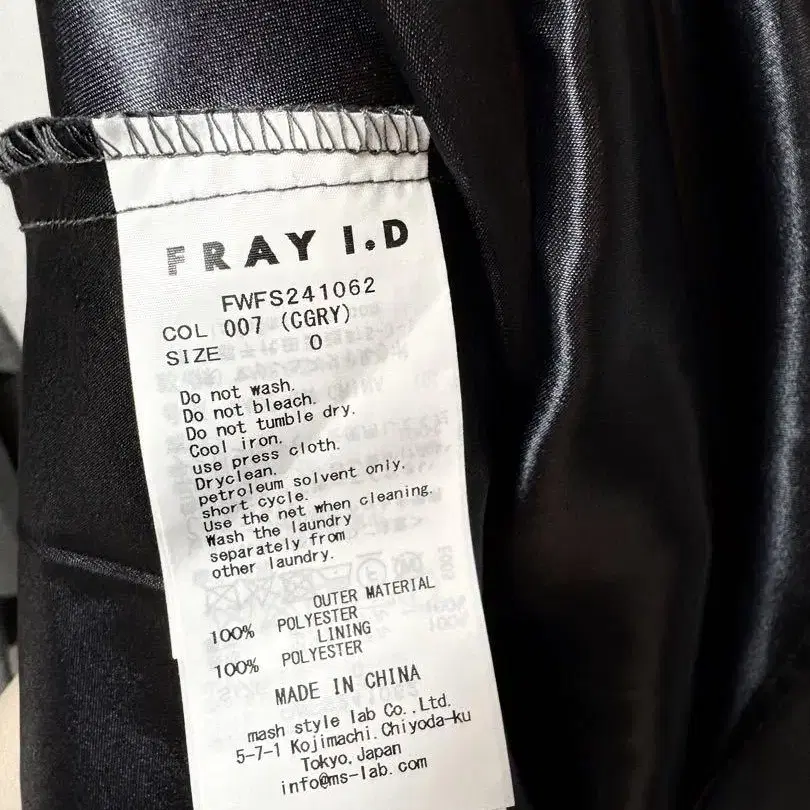 FRAY I.D
FWFS241062
COL 007 (CGRY)
SIZE 0
Do not wash.
Do not bleach.
Do not tumble dry.
Cool iron.
use press cloth.
Dryclean.
petroleum solvent only.
short cycle.
Use the net when cleaning.
Wash the laundry
separately from
other laundry.
OUTER MATERIAL
100% POLYESTER
LINING
100% POLYESTER
MADE IN CHINA
mash style lab Co.,Ltd.
5-7-1 Kojimachi.Chiyoda-ku
Tokyo,Japan
info@ms-lab.com